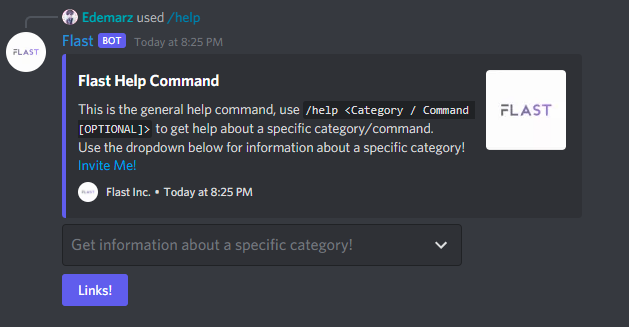 Edemarz used /help
FLAST
Flast BOT Today at 8:25 PM
Flast Help Command
This is the general help command, use /help <Category / Command
[OPTIONAL]> to get help about a specific category/command.
Use the dropdown below for information about a specific category!
Invite Me!
FLAST
FLAST Flast Inc. • Today at 8:25 PM
Get information about a specific category!
Links!